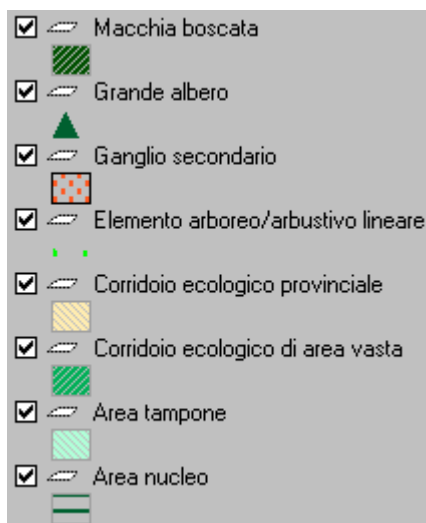 Macchia boscata
Grande albero
Ganglio secondario
Elemento arboreo/arbustivo lineare
Corridoio ecologico provinciale
Corridoio ecologico di area vasta
Area tampone
Area nucleo